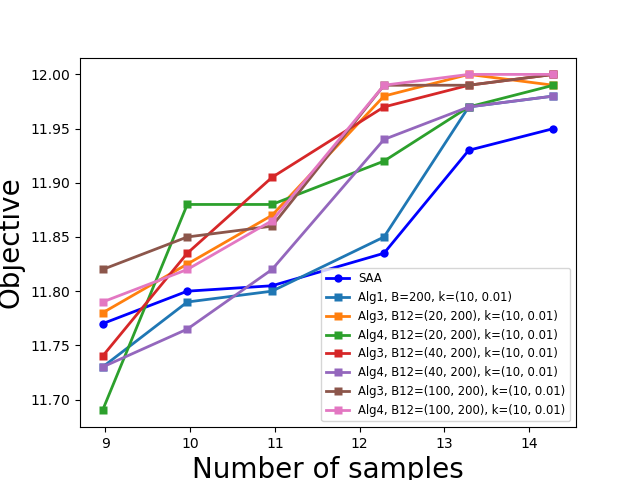 12.00
11.95
11.90
11.85
11.80
11.75
11.70
Objective
SAA
Alg1, B=200, k=(10, 0.01)
Alg3, B12=(20, 200), k=(10, 0.01)
Alg4, B12=(20, 200), k=(10, 0.01)
Alg3, B12=(40, 200), k=(10, 0.01)
Alg4, B12=(40, 200), k=(10, 0.01)
Alg3, B12=(100, 200), k=(10, 0.01)
Alg4, B12=(100, 200), k=(10, 0.01)
9 10 11 12 13 14
Number of samples